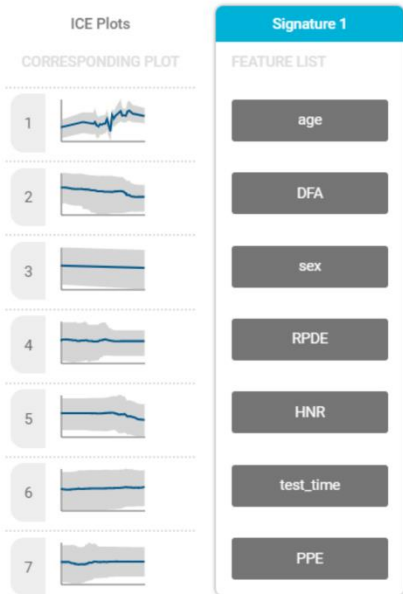 ICE Plots Signature 1
CORRESPONDING PLOT FEATURE LIST
1 age
2 DFA
3 sex
4 RPDE
5 HNR
6 test_time
7 PPE